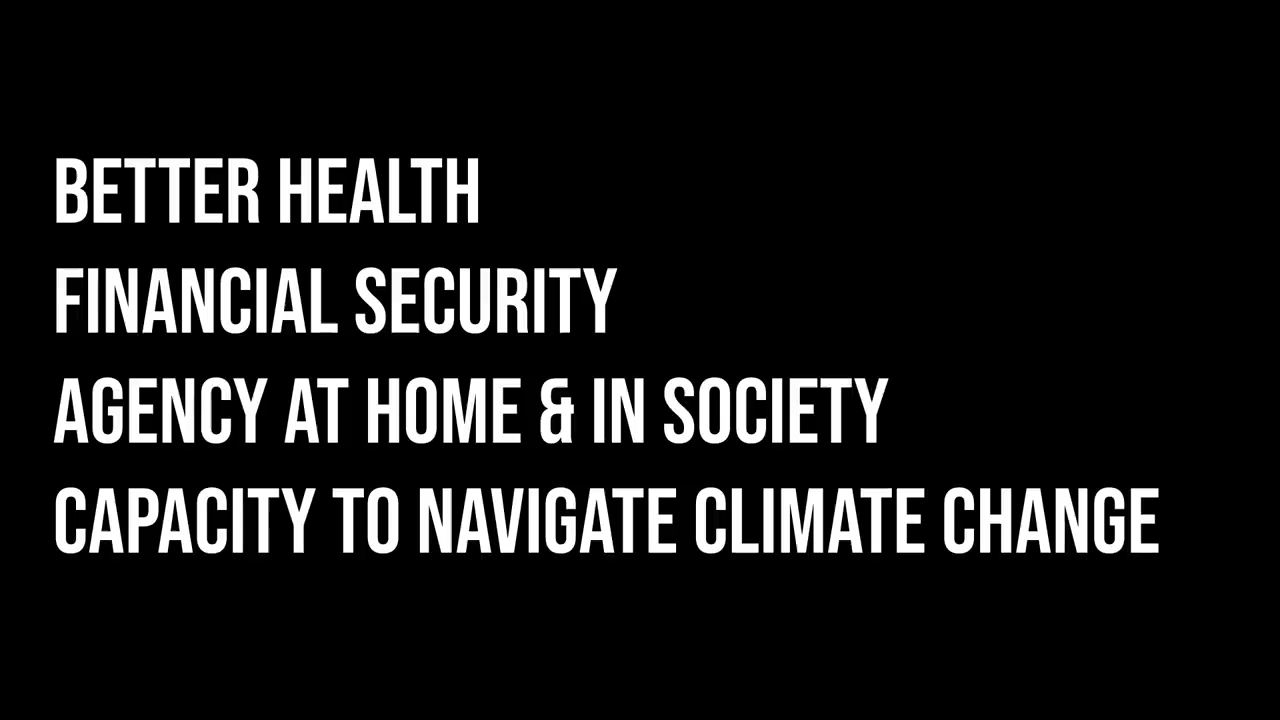 BETTER HEALTH
FINANCIAL SECURITY
AGENCY AT HOME & IN SOCIETY
CAPACITY TO NAVIGATE CLIMATE CHANGE